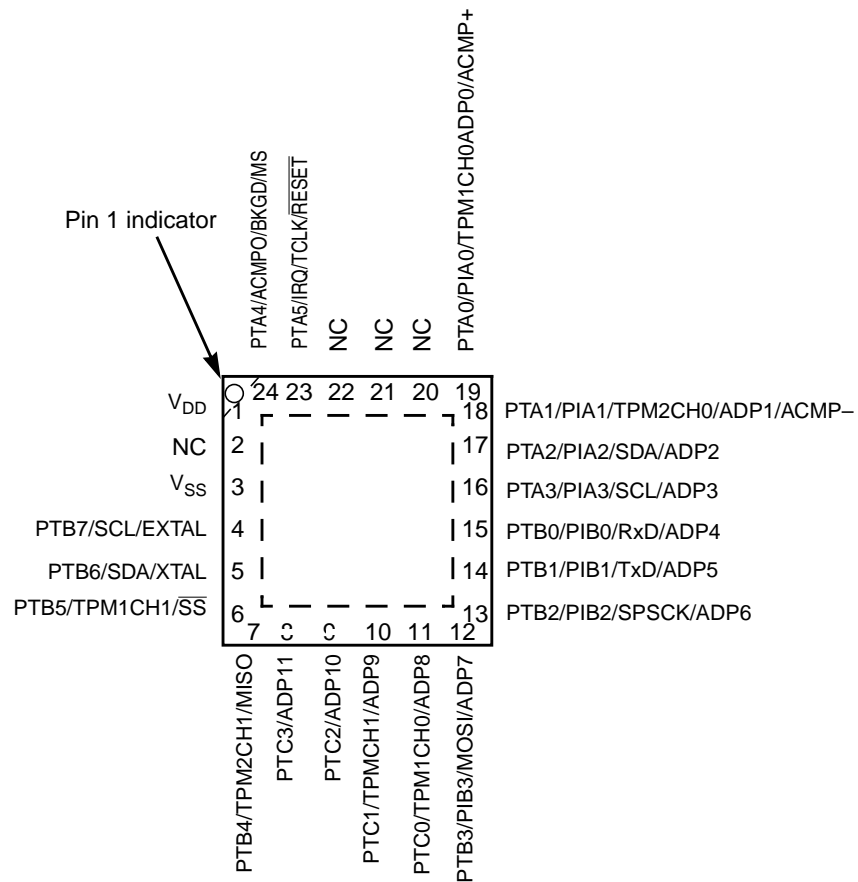 PTA4/ACMPO/BKGD/MS
PTA5/IRQ/TCLK/RESET
NC
NC
NC
PTA0/PIA0/TPM1CH0ADP0/ACMP+
Pin 1 indicator
24 23 22 21 20 19
V_DD 1
NC 2
V_SS 3
PTB7/SCL/EXTAL 4
PTB6/SDA/XTAL 5
PTB5/TPM1CH1/SS 6
18 PTA1/PIA1/TPM2CH0/ADP1/ACMP–
17 PTA2/PIA2/SDA/ADP2
16 PTA3/PIA3/SCL/ADP3
15 PTB0/PIB0/RxD/ADP4
14 PTB1/PIB1/TxD/ADP5
13 PTB2/PIB2/SPSCK/ADP6
7 10 11 12
PTB4/TPM2CH1/MISO
PTC3/ADP11
PTC2/ADP10
PTC1/TPMCH1/ADP9
PTC0/TPM1CH0/ADP8
PTB3/PIB3/MOSI/ADP7